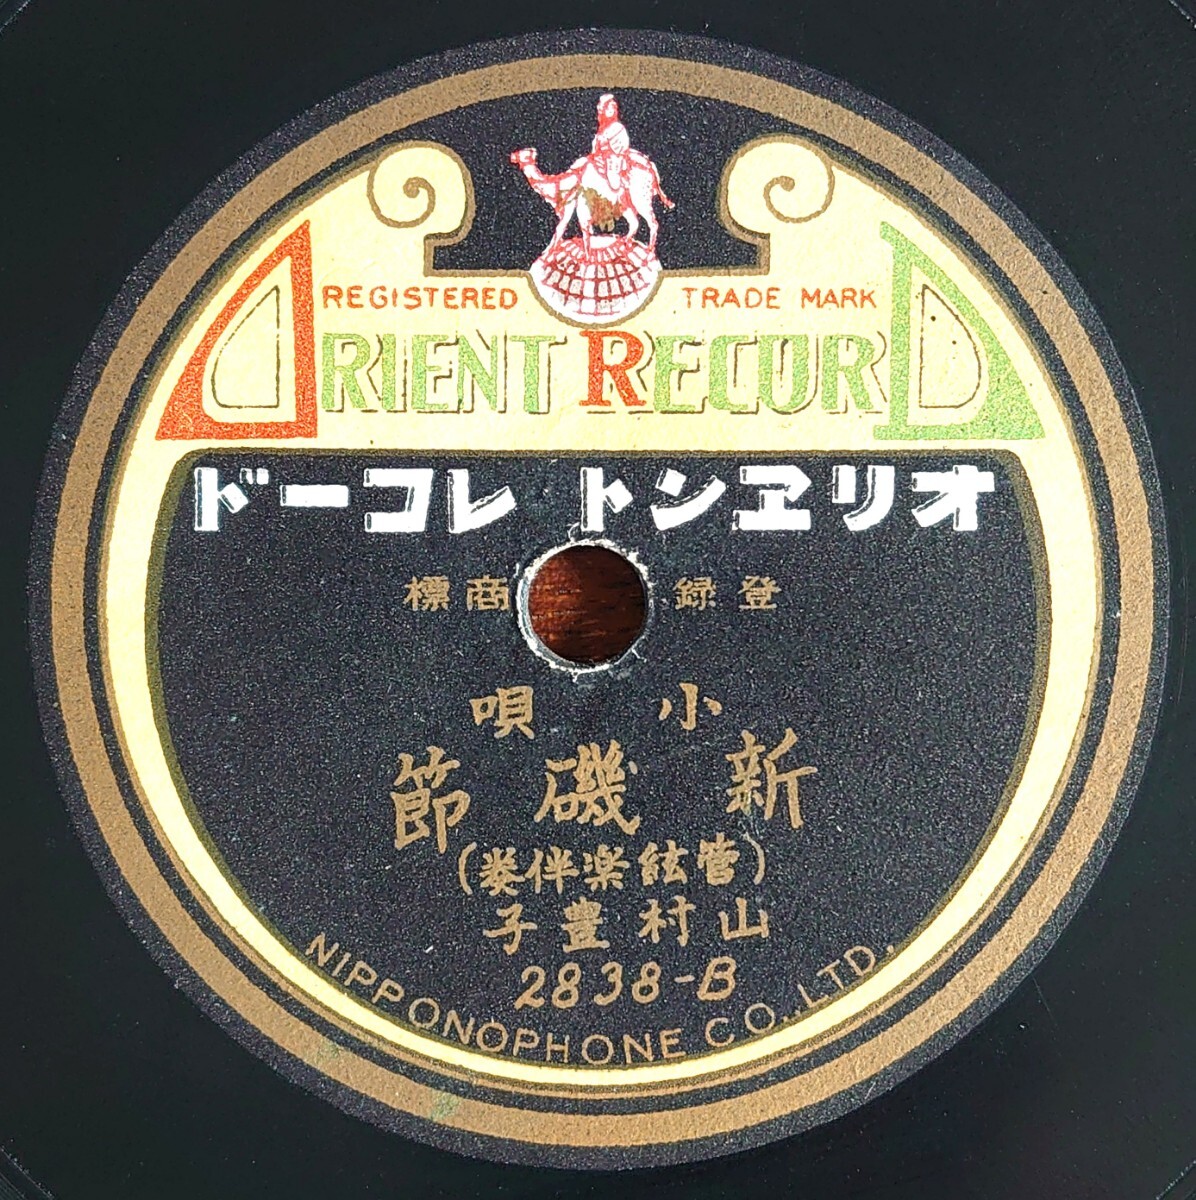 REGISTERED TRADE MARK
ORIENT RECORD
オリヱントレコード
登録商標
小唄
新磯節
(管絃楽伴奏)
山村豊子
2838-B
NIPPONOPHONE CO., LTD.